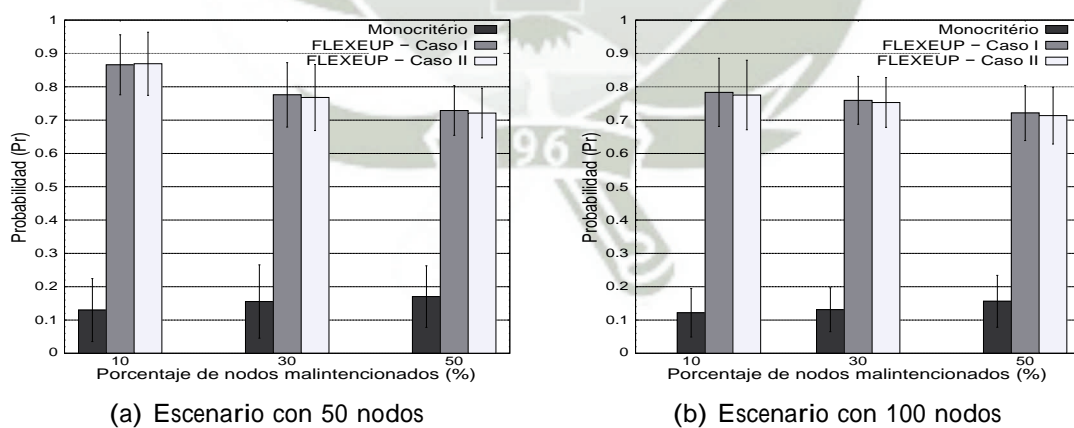 Monocritério
FLEXEUP − Caso I
FLEXEUP − Caso II
Probabilidad (Pr)
1
0.9
0.8
0.7
0.6
0.5
0.4
0.3
0.2
0.1
0
10
30
50
Porcentaje de nodos malintencionados (%)
(a) Escenario con 50 nodos
Monocritério
FLEXEUP − Caso I
FLEXEUP − Caso II
Probabilidad (Pr)
1
0.9
0.8
0.7
0.6
0.5
0.4
0.3
0.2
0.1
0
10
30
50
Porcentaje de nodos malintencionados (%)
(b) Escenario con 100 nodos
96